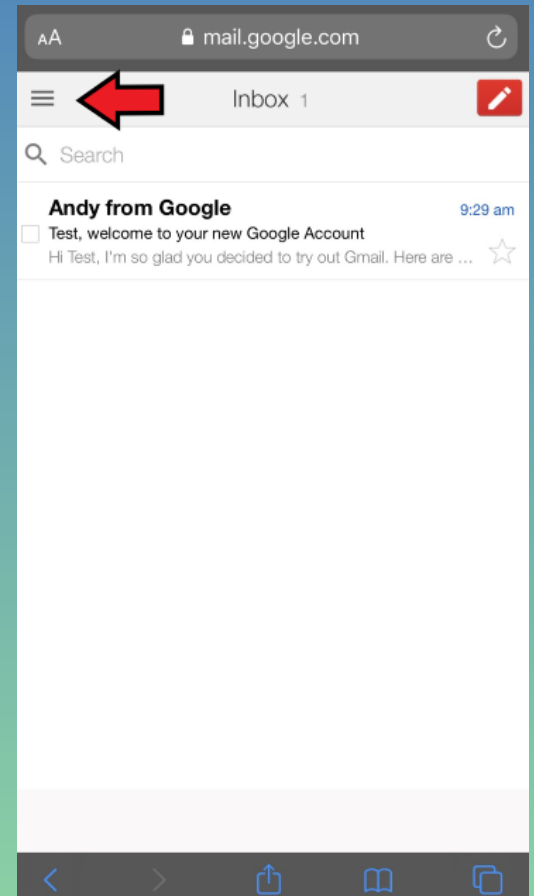 AA mail.google.com
Inbox 1
Search
Andy from Google 9:29 am
Test, welcome to your new Google Account
Hi Test, I'm so glad you decided to try out Gmail. Here are ...